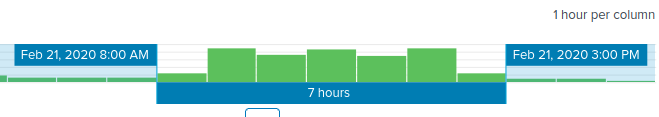 1 hour per column
Feb 21, 2020 8:00 AM
Feb 21, 2020 3:00 PM
7 hours